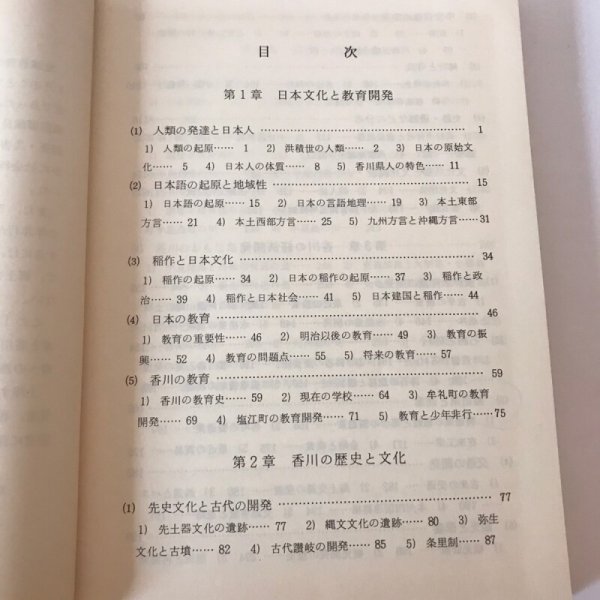 目次
第1章 日本文化と教育開発
(1) 人類の発達と日本人 …… 1
1) 人類の起原…… 1 2) 洪積世の人類…… 2 3) 日本の原始文
化…… 5 4) 日本人の体質…… 8 5) 香川県人の特色…… 11
(2) 日本語の起原と地域性 …… 15
1) 日本語の起原…… 15 2) 日本の言語地理…… 19 3) 本土東部
方言…… 21 4) 本土西部方言…… 25 5) 九州方言と沖縄方言……31
(3) 稲作と日本文化 …… 34
1) 稲作の起原…… 34 2) 日本の稲作の起原…… 37 3) 稲作と政
治…… 39 4) 稲作と日本社会…… 41 5) 日本建国と稲作…… 44
(4) 日本の教育 …… 46
1) 教育の重要性…… 46 2) 明治以後の教育…… 49 3) 教育の振
興…… 52 4) 教育の問題点…… 55 5) 将来の教育…… 57
(5) 香川の教育 …… 59
1) 香川の教育史…… 59 2) 現在の学校…… 64 3) 牟礼町の教育
開発…… 69 4) 塩江町の教育開発…… 71 5) 教育と少年非行……75
第2章 香川の歴史と文化
(1) 先史文化と古代の開発 …… 77
1) 先土器文化の遺跡…… 77 2) 縄文文化の遺跡…… 80 3) 弥生
文化と古墳…… 82 4) 古代讃岐の開発…… 85 5) 条里制…… 87